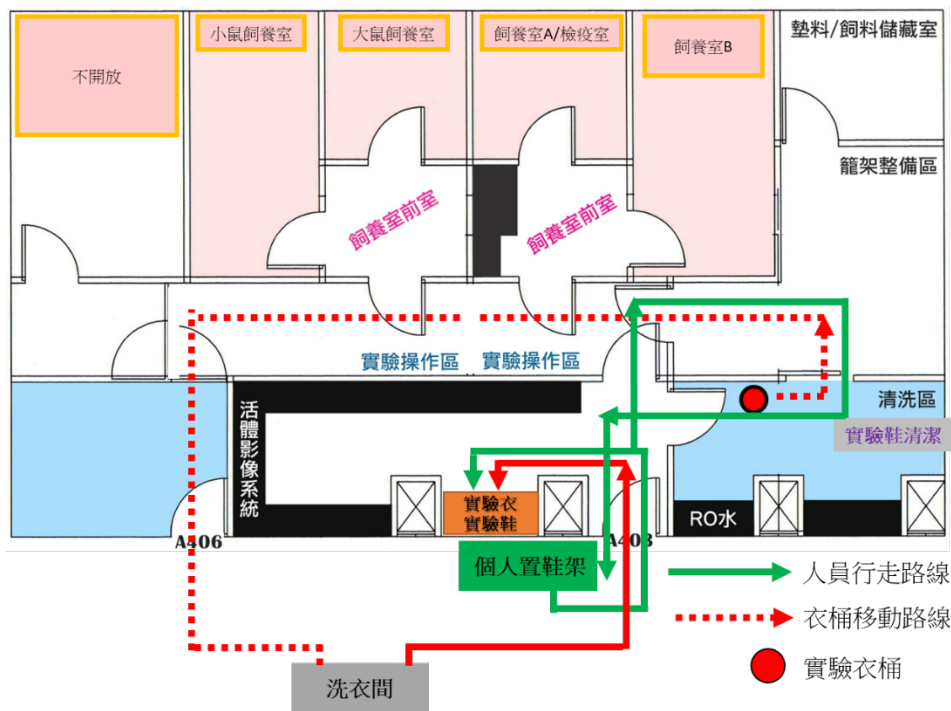 小鼠飼養室
大鼠飼養室
飼養室A/檢疫室
飼養室B
墊料/飼料儲藏室
不開放
籠架整備區
飼養室前室
飼養室前室
實驗操作區
實驗操作區
清洗區
實驗鞋清潔
活體影像系統
實驗衣
實驗鞋
RO水
A406
A403
個人置鞋架
人員行走路線
衣桶移動路線
實驗衣桶
洗衣間